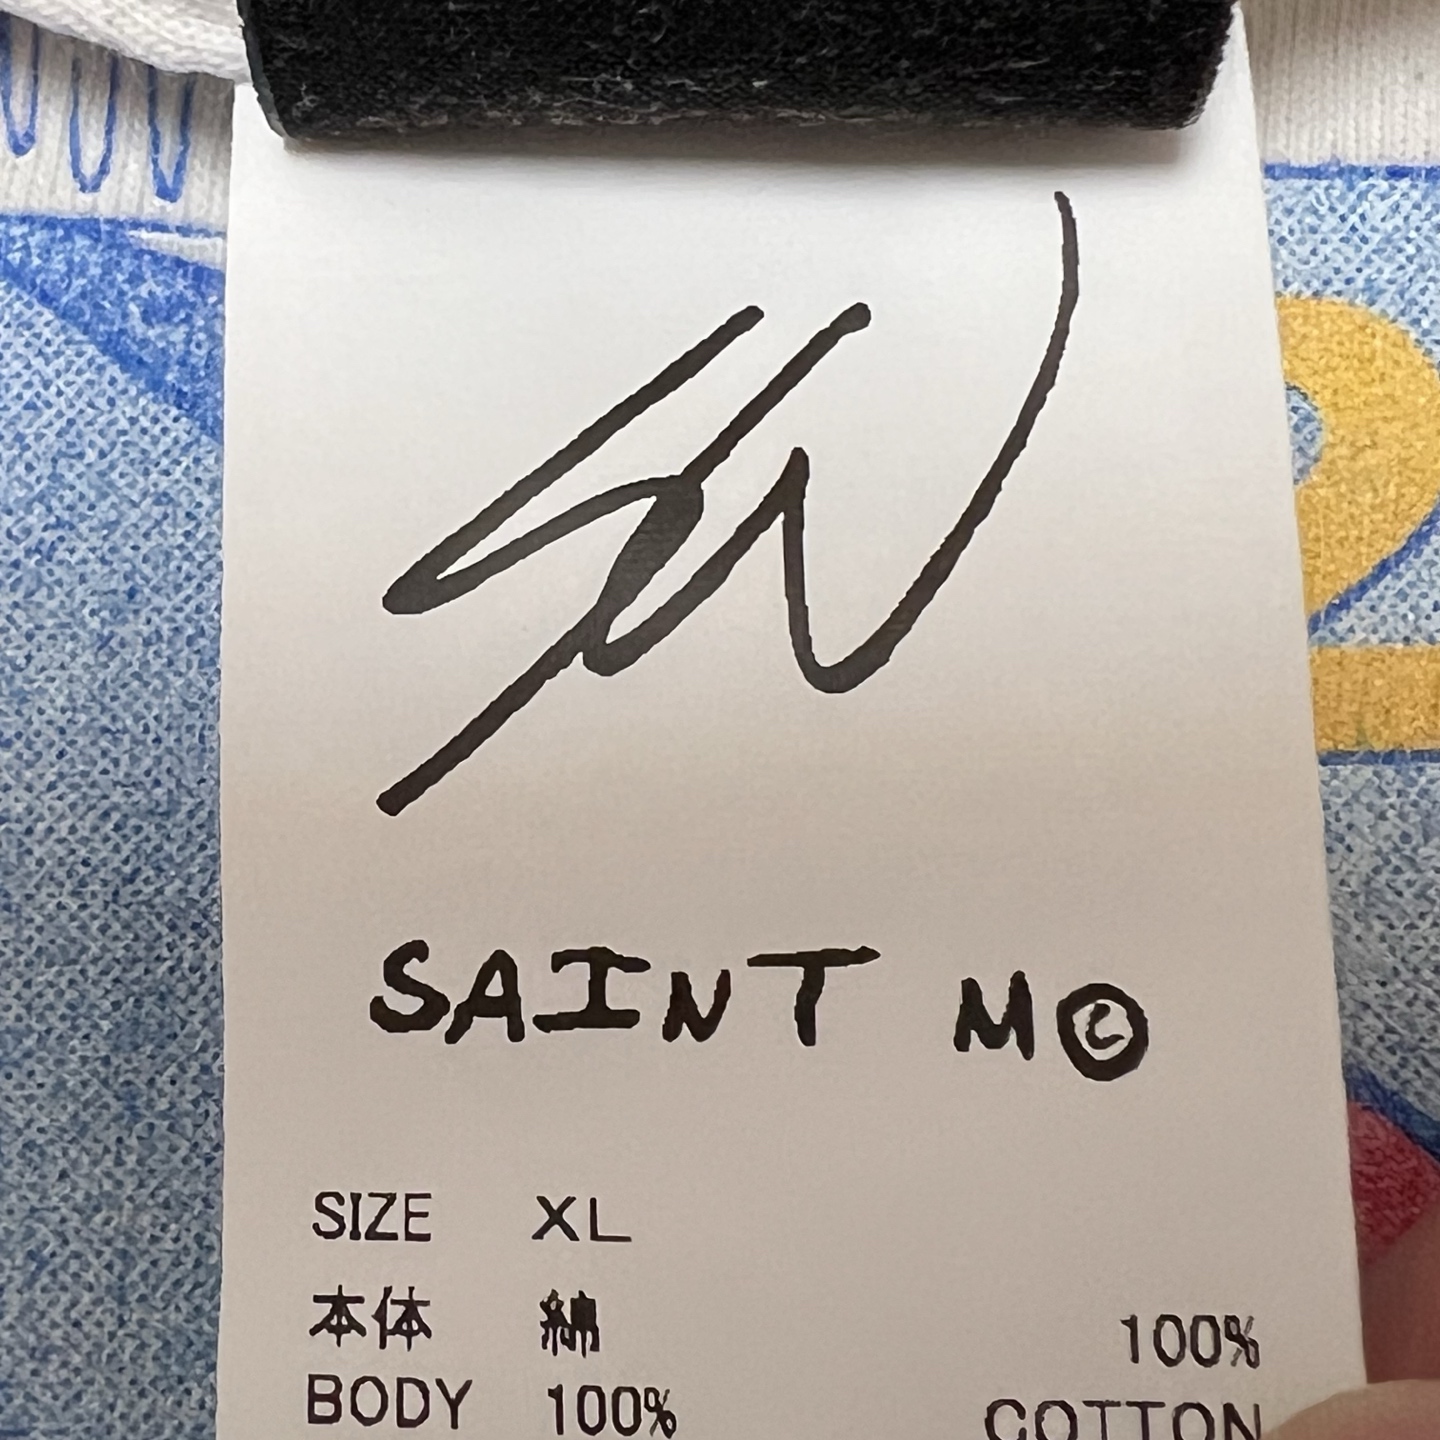 SAINT M©
SIZE XL
本体 綿 100%
BODY 100% COTTON